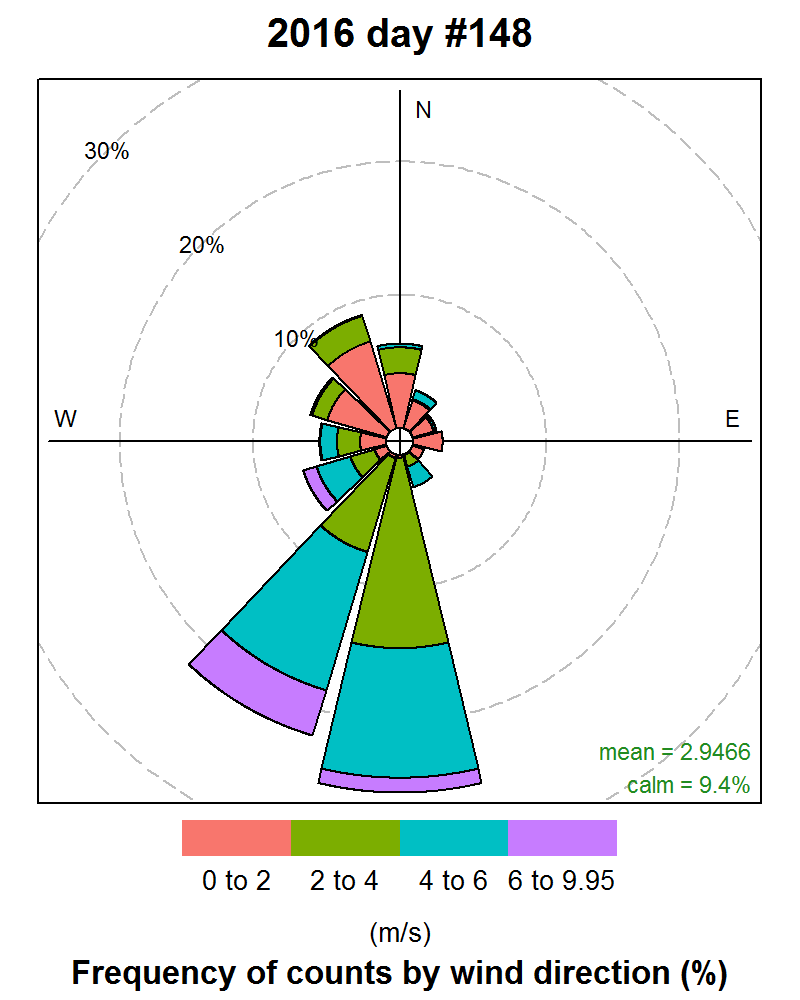 2016 day #148
N
30%
20%
10%
W
E
mean = 2.9466
calm = 9.4%
0 to 2
2 to 4
4 to 6
6 to 9.95
(m/s)
Frequency of counts by wind direction (%)